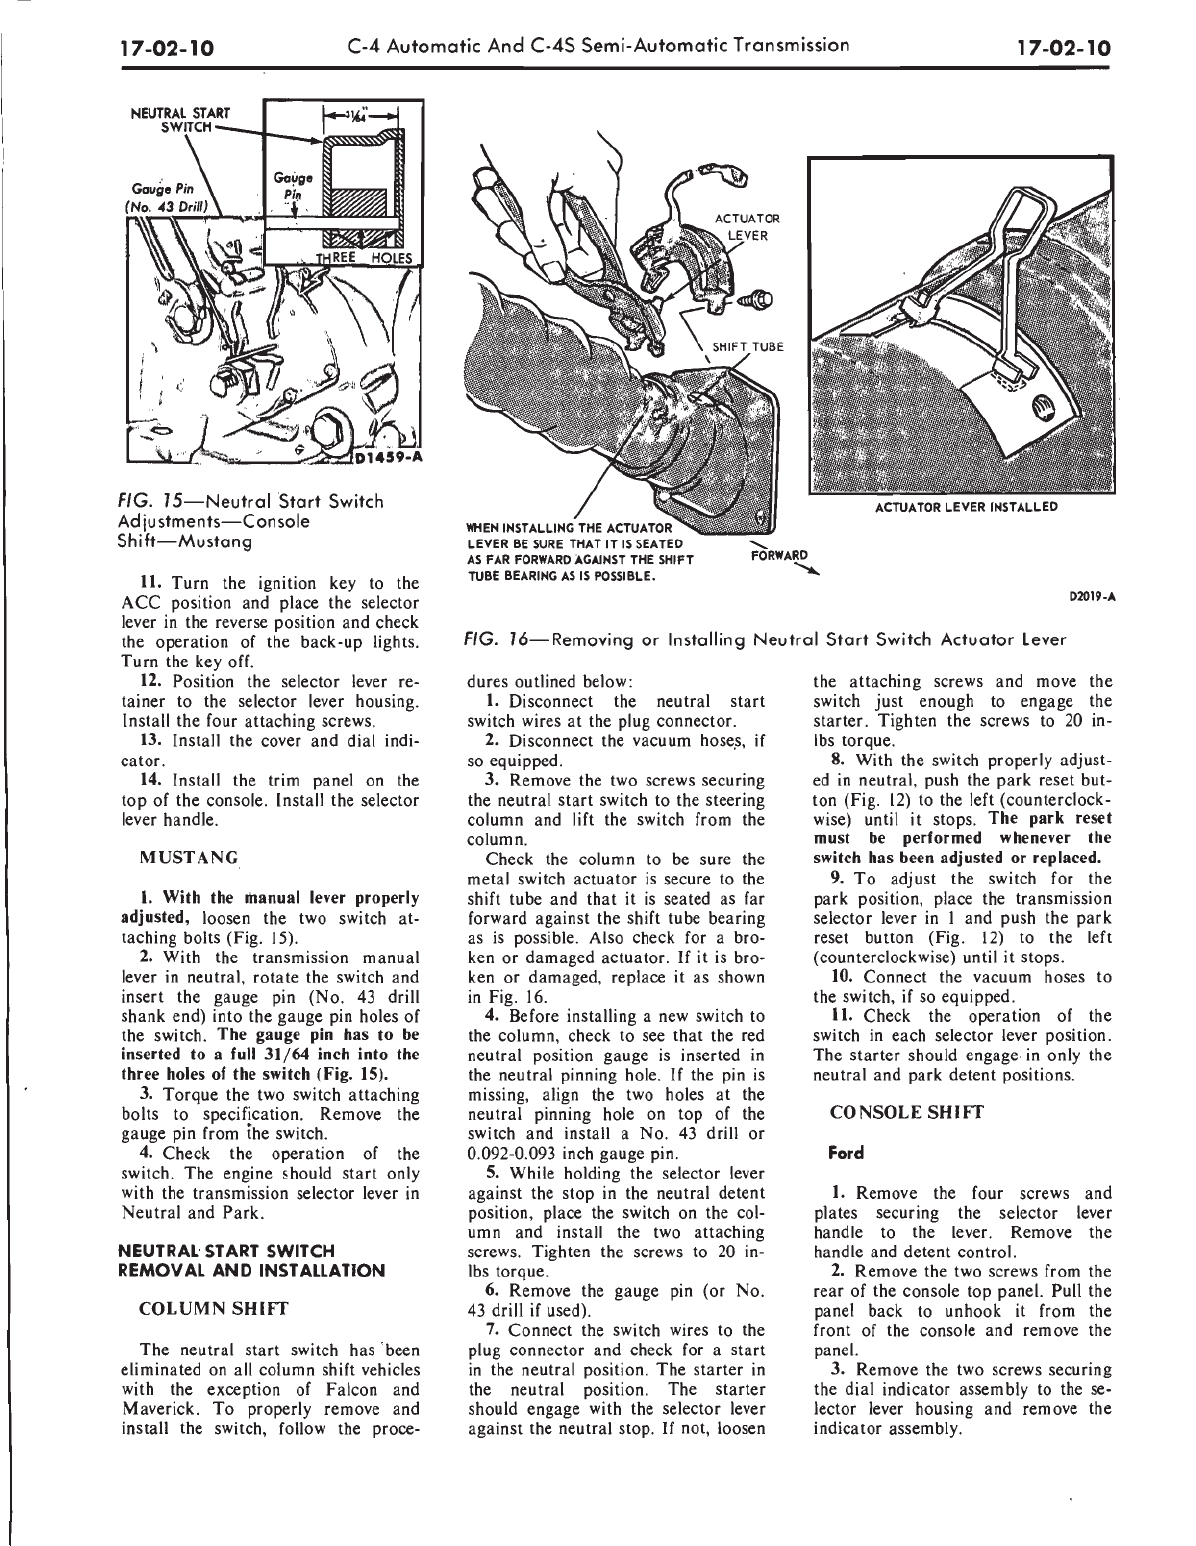 17-02-10
C-4 Automatic And C-4S Semi-Automatic Transmission
17-02-10
NEUTRAL START
SWITCH
31/64"
Gauge Pin
(No. 43 Drill)
Gauge
Pin
THREE HOLES
D1459-A
FIG. 15—Neutral Start Switch
Adjustments—Console
Shift—Mustang
ACTUATOR
LEVER
SHIFT TUBE
WHEN INSTALLING THE ACTUATOR
LEVER BE SURE THAT IT IS SEATED
AS FAR FORWARD AGAINST THE SHIFT
TUBE BEARING AS IS POSSIBLE.
FORWARD
ACTUATOR LEVER INSTALLED
D2019-A
FIG. 16—Removing or Installing Neutral Start Switch Actuator Lever
11. Turn the ignition key to the
ACC position and place the selector
lever in the reverse position and check
the operation of the back-up lights.
Turn the key off.
12. Position the selector lever re-
tainer to the selector lever housing.
Install the four attaching screws.
13. Install the cover and dial indi-
cator.
14. Install the trim panel on the
top of the console. Install the selector
lever handle.
MUSTANG
1. With the manual lever properly
adjusted, loosen the two switch at-
taching bolts (Fig. 15).
2. With the transmission manual
lever in neutral, rotate the switch and
insert the gauge pin (No. 43 drill
shank end) into the gauge pin holes of
the switch. The gauge pin has to be
inserted to a full 31/64 inch into the
three holes of the switch (Fig. 15).
3. Torque the two switch attaching
bolts to specification. Remove the
gauge pin from the switch.
4. Check the operation of the
switch. The engine should start only
with the transmission selector lever in
Neutral and Park.
NEUTRAL START SWITCH
REMOVAL AND INSTALLATION
COLUMN SHIFT
The neutral start switch has been
eliminated on all column shift vehicles
with the exception of Falcon and
Maverick. To properly remove and
install the switch, follow the proce-
dures outlined below:
1. Disconnect the neutral start
switch wires at the plug connector.
2. Disconnect the vacuum hoses, if
so equipped.
3. Remove the two screws securing
the neutral start switch to the steering
column and lift the switch from the
column.
Check the column to be sure the
metal switch actuator is secure to the
shift tube and that it is seated as far
forward against the shift tube bearing
as is possible. Also check for a bro-
ken or damaged actuator. If it is bro-
ken or damaged, replace it as shown
in Fig. 16.
4. Before installing a new switch to
the column, check to see that the red
neutral position gauge is inserted in
the neutral pinning hole. If the pin is
missing, align the two holes at the
neutral pinning hole on top of the
switch and install a No. 43 drill or
0.092-0.093 inch gauge pin.
5. While holding the selector lever
against the stop in the neutral detent
position, place the switch on the col-
umn and install the two attaching
screws. Tighten the screws to 20 in-
lbs torque.
6. Remove the gauge pin (or No.
43 drill if used).
7. Connect the switch wires to the
plug connector and check for a start
in the neutral position. The starter in
the neutral position. The starter
should engage with the selector lever
against the neutral stop. If not, loosen
the attaching screws and move the
switch just enough to engage the
starter. Tighten the screws to 20 in-
lbs torque.
8. With the switch properly adjust-
ed in neutral, push the park reset but-
ton (Fig. 12) to the left (counterclock-
wise) until it stops. The park reset
must be performed whenever the
switch has been adjusted or replaced.
9. To adjust the switch for the
park position, place the transmission
selector lever in 1 and push the park
reset button (Fig. 12) to the left
(counterclockwise) until it stops.
10. Connect the vacuum hoses to
the switch, if so equipped.
11. Check the operation of the
switch in each selector lever position.
The starter should engage in only the
neutral and park detent positions.
CONSOLE SHIFT
Ford
1. Remove the four screws and
plates securing the selector lever
handle to the lever. Remove the
handle and detent control.
2. Remove the two screws from the
rear of the console top panel. Pull the
panel back to unhook it from the
front of the console and remove the
panel.
3. Remove the two screws securing
the dial indicator assembly to the se-
lector lever housing and remove the
indicator assembly.